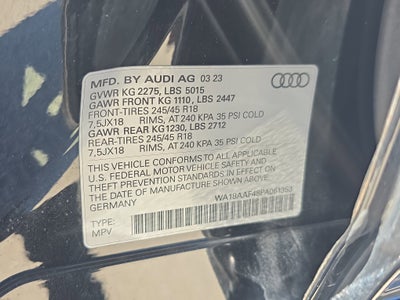 MFD. BY AUDI AG 03 23
GVWR KG 2275, LBS 5015
GAWR FRONT KG 1110, LBS 2447
FRONT-TIRES 245/45 R18
7,5JX18 RIMS, AT 240 KPA 35 PSI COLD
GAWR REAR KG1230, LBS 2712
REAR-TIRES 245/45 R18
7,5JX18 RIMS, AT 240 KPA 35 PSI COLD
THIS VEHICLE CONFORMS TO ALL APPLICABLE
U.S. FEDERAL MOTOR VEHICLE SAFETY AND
THEFT PREVENTION STANDARDS IN EFFECT ON
THE DATE OF MANUFACTURE SHOWN ABOVE
GERMANY
TYPE:
MPV